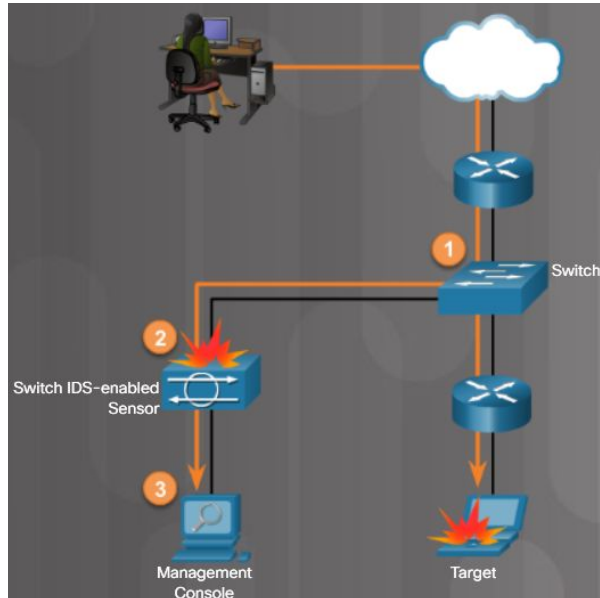 1
Switch
2
Switch IDS-enabled
Sensor
3
Management
Console
Target